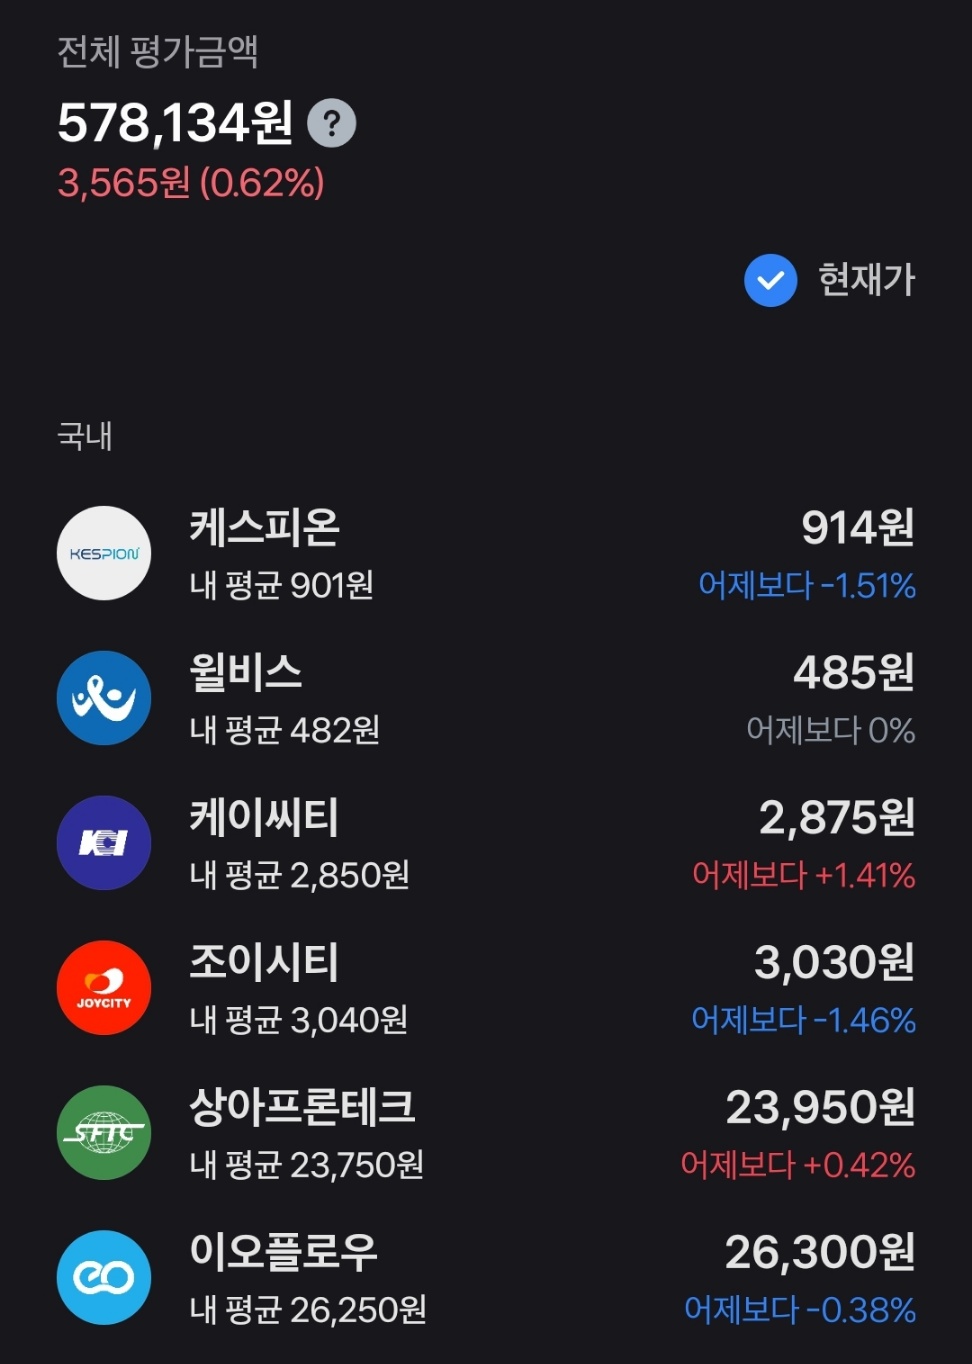 전체 평가금액
578,134원 ?
3,565원 (0.62%)
현재가
국내
KESPION
케스피온
914원
내 평균 901원
어제보다 -1.51%
윌비스
485원
내 평균 482원
어제보다 0%
KCI
케이씨티
2,875원
내 평균 2,850원
어제보다 +1.41%
JOYCITY
조이시티
3,030원
내 평균 3,040원
어제보다 -1.46%
SFTC
상아프론테크
23,950원
내 평균 23,750원
어제보다 +0.42%
eo
이오플로우
26,300원
내 평균 26,250원
어제보다 -0.38%